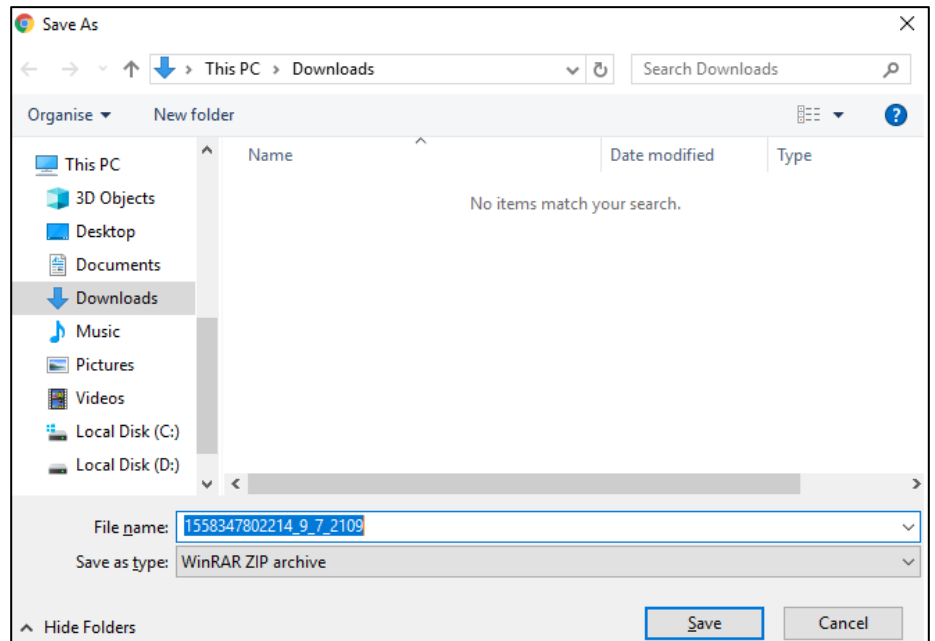 Save As
This PC > Downloads
Search Downloads
Organise
New folder
This PC
3D Objects
Desktop
Documents
Downloads
Music
Pictures
Videos
Local Disk (C:)
Local Disk (D:)
Name
Date modified
Type
No items match your search.
File name: 1558347802214_9_7_2109
Save as type: WinRAR ZIP archive
Hide Folders
Save
Cancel